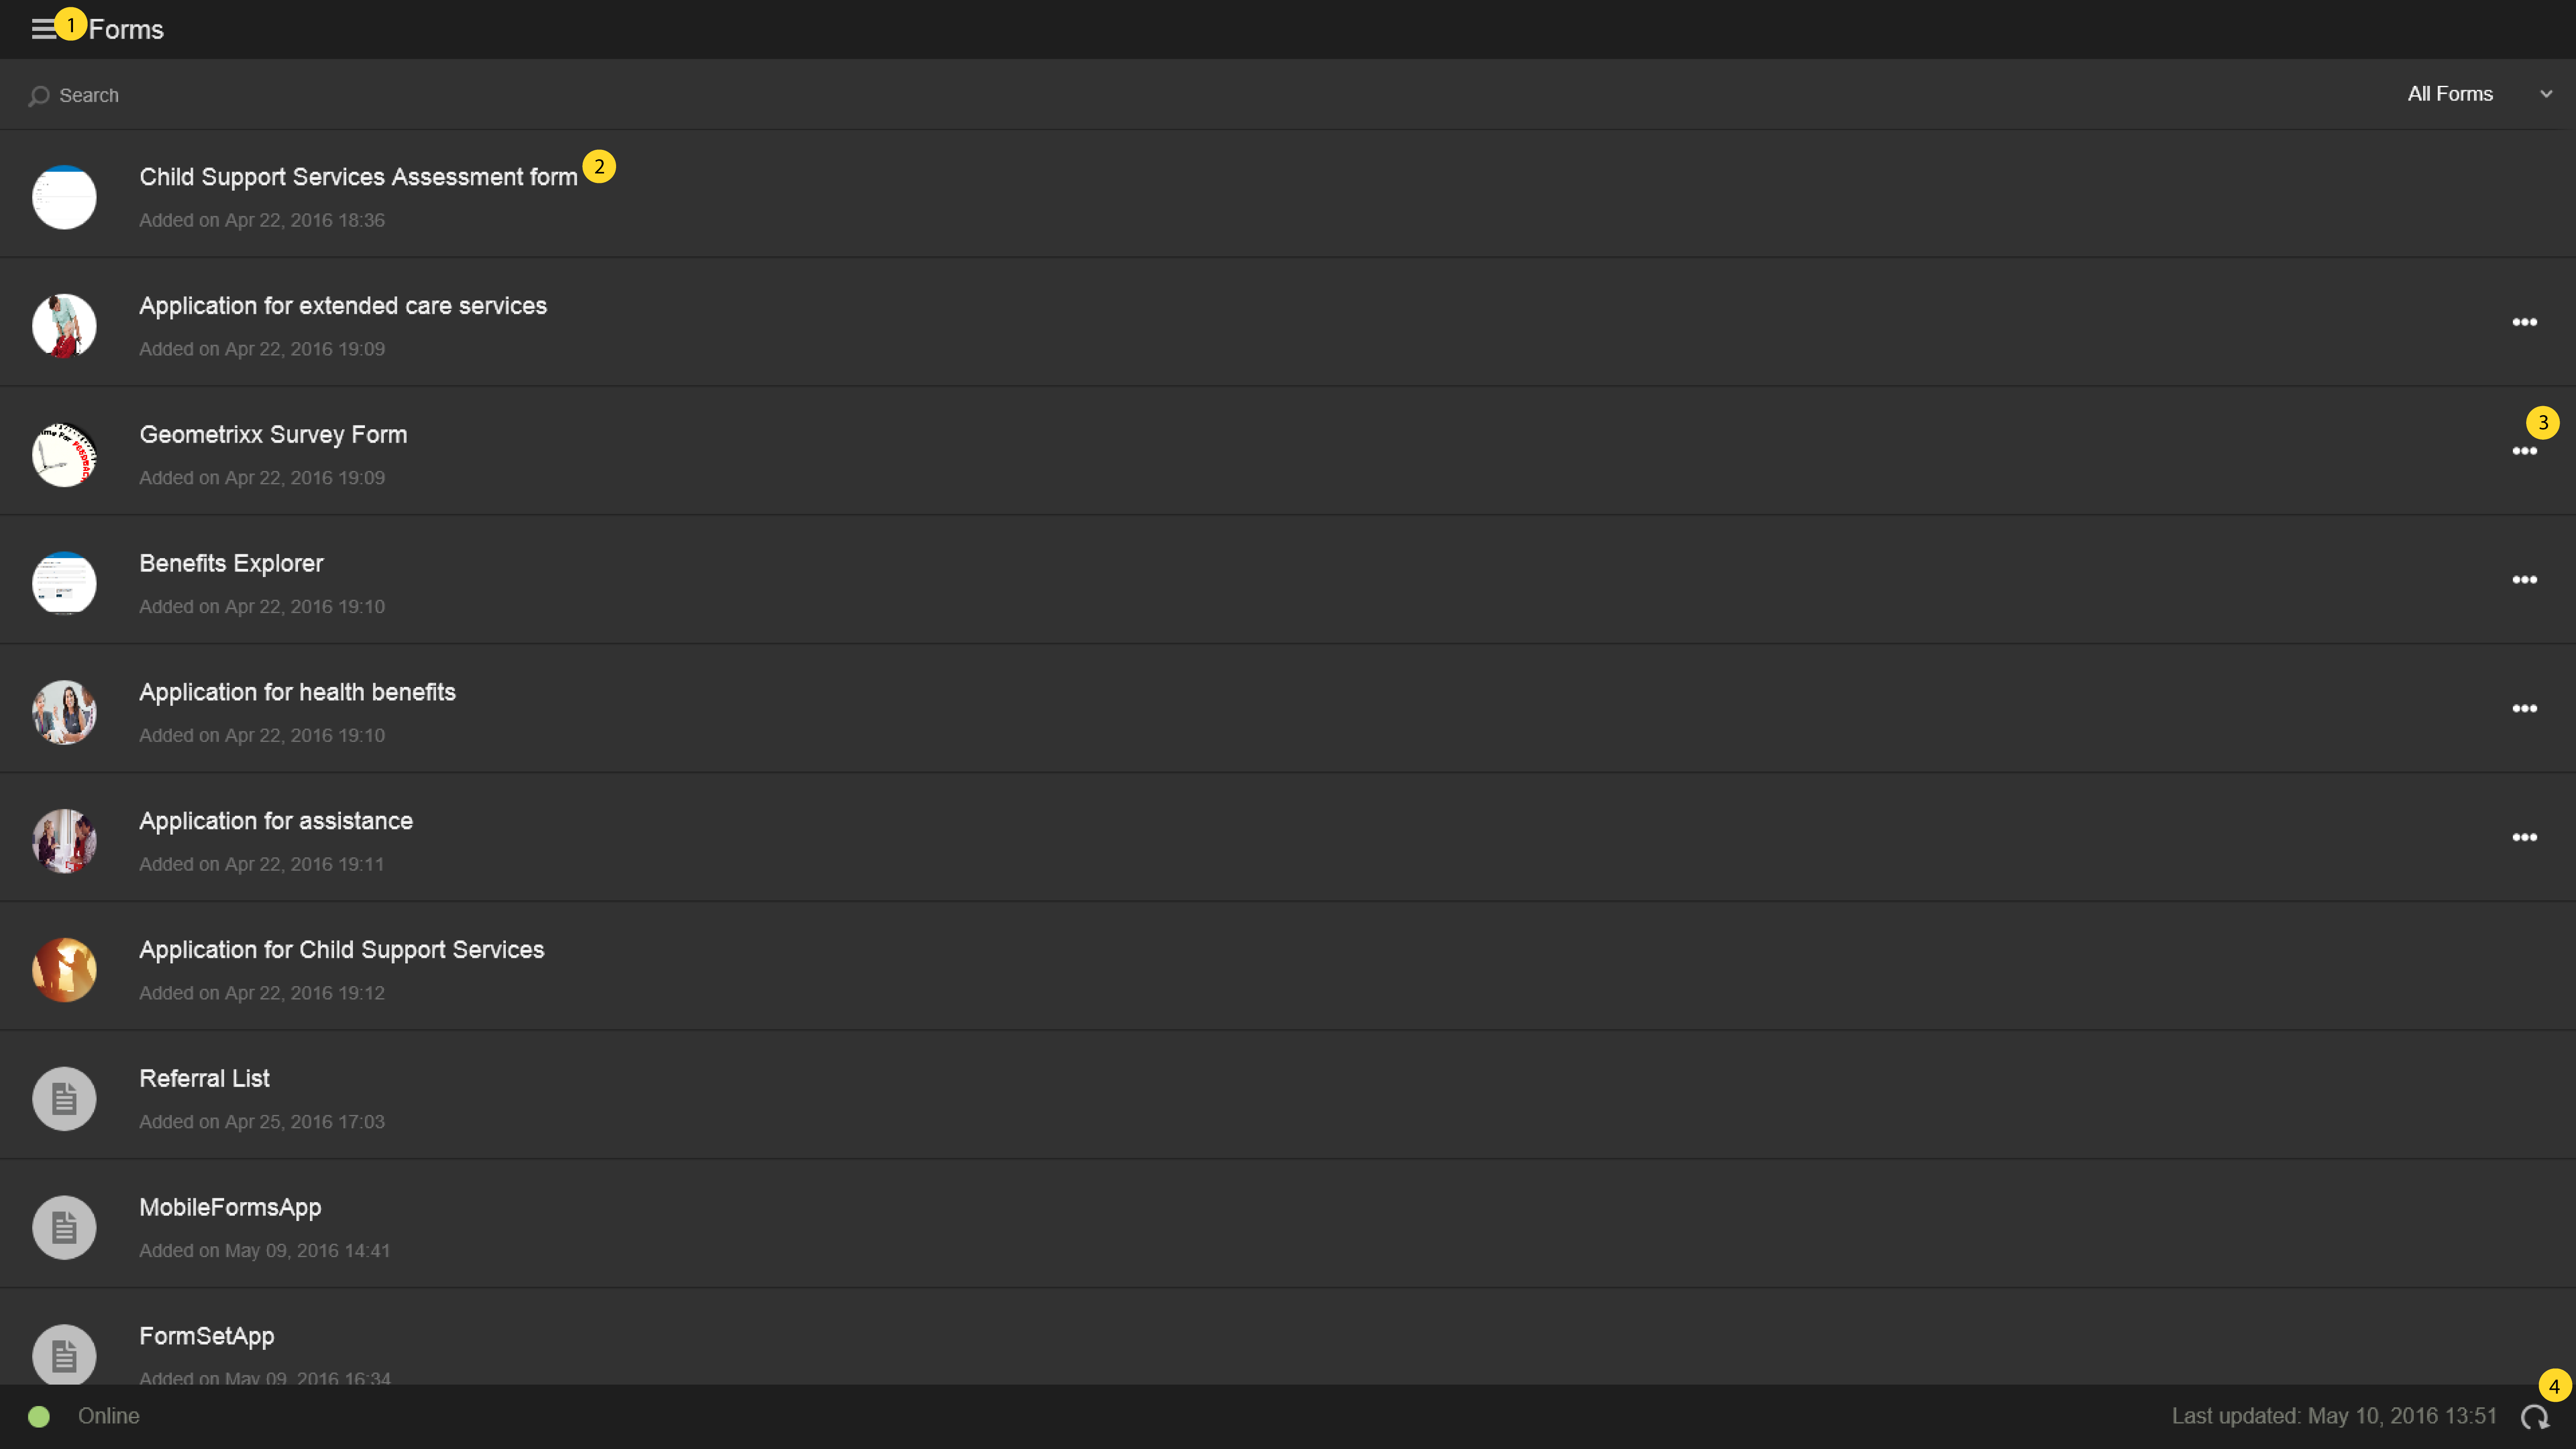 1 Forms
Search
All Forms
Child Support Services Assessment form 2
Added on Apr 22, 2016 18:36
Application for extended care services
Added on Apr 22, 2016 19:09
3
Geometrixx Survey Form
Added on Apr 22, 2016 19:09
Benefits Explorer
Added on Apr 22, 2016 19:10
Application for health benefits
Added on Apr 22, 2016 19:10
Application for assistance
Added on Apr 22, 2016 19:11
Application for Child Support Services
Added on Apr 22, 2016 19:12
Referral List
Added on Apr 25, 2016 17:03
MobileFormsApp
Added on May 09, 2016 14:41
FormSetApp
Added on May 09, 2016 16:34
4
Online
Last updated: May 10, 2016 13:51